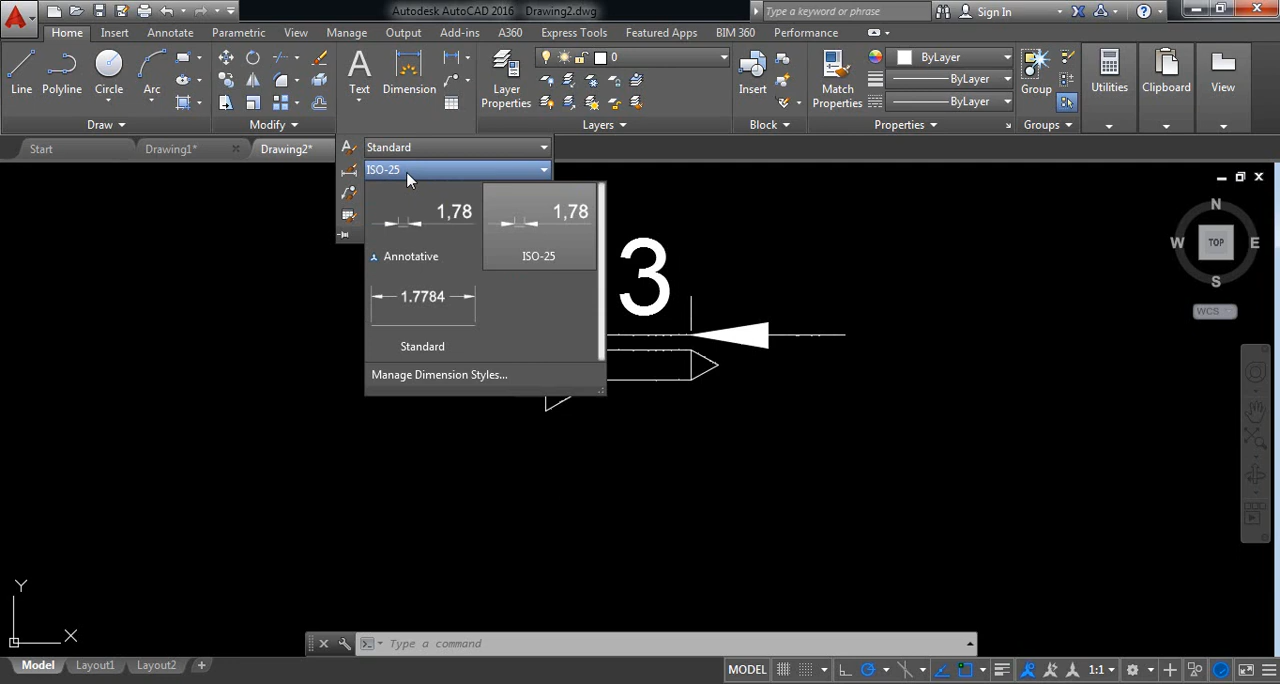 Autodesk AutoCAD 2016 Drawing2.dwg
Type a keyword or phrase
Sign In
Home Insert Annotate Parametric View Manage Output Add-ins A360 Express Tools Featured Apps BIM 360 Performance
0
ByLayer
ByLayer
ByLayer
Line Polyline Circle Arc
Text Dimension
Layer Properties
Insert
Match Properties
Group
Utilities
Clipboard
View
Draw Modify Layers Block Properties Groups
Start Drawing1* Drawing2*
Standard
ISO-25
1,78
Annotative
1,78
ISO-25
1.7784
Standard
Manage Dimension Styles...
3
N
W TOP E
S
WCS
Y
X
Type a command
Model Layout1 Layout2 +
MODEL 1:1